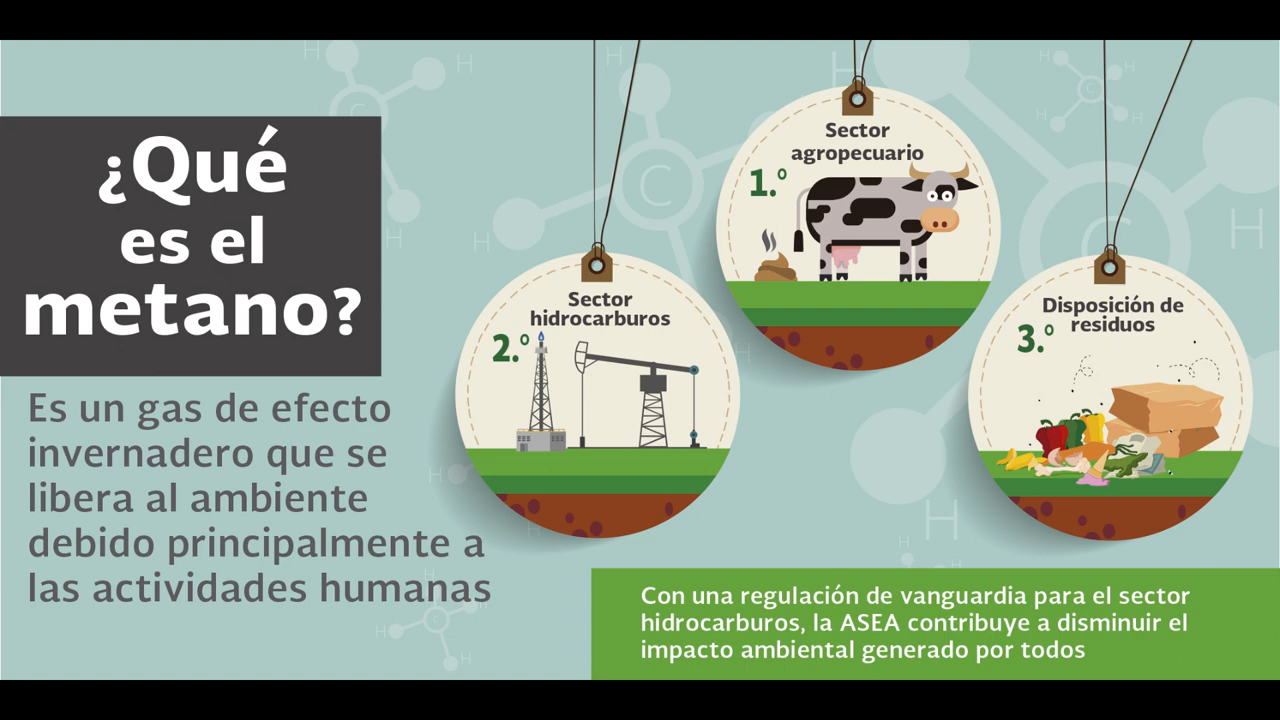 ¿Qué
es el
metano?
Es un gas de efecto
invernadero que se
libera al ambiente
debido principalmente a
las actividades humanas
Sector
agropecuario
1.º
Sector
hidrocarburos
2.º
Disposición de
residuos
3.º
Con una regulación de vanguardia para el sector
hidrocarburos, la ASEA contribuye a disminuir el
impacto ambiental generado por todos
H
H
C
H
H
H
C
H
H
C
H
H
H
H